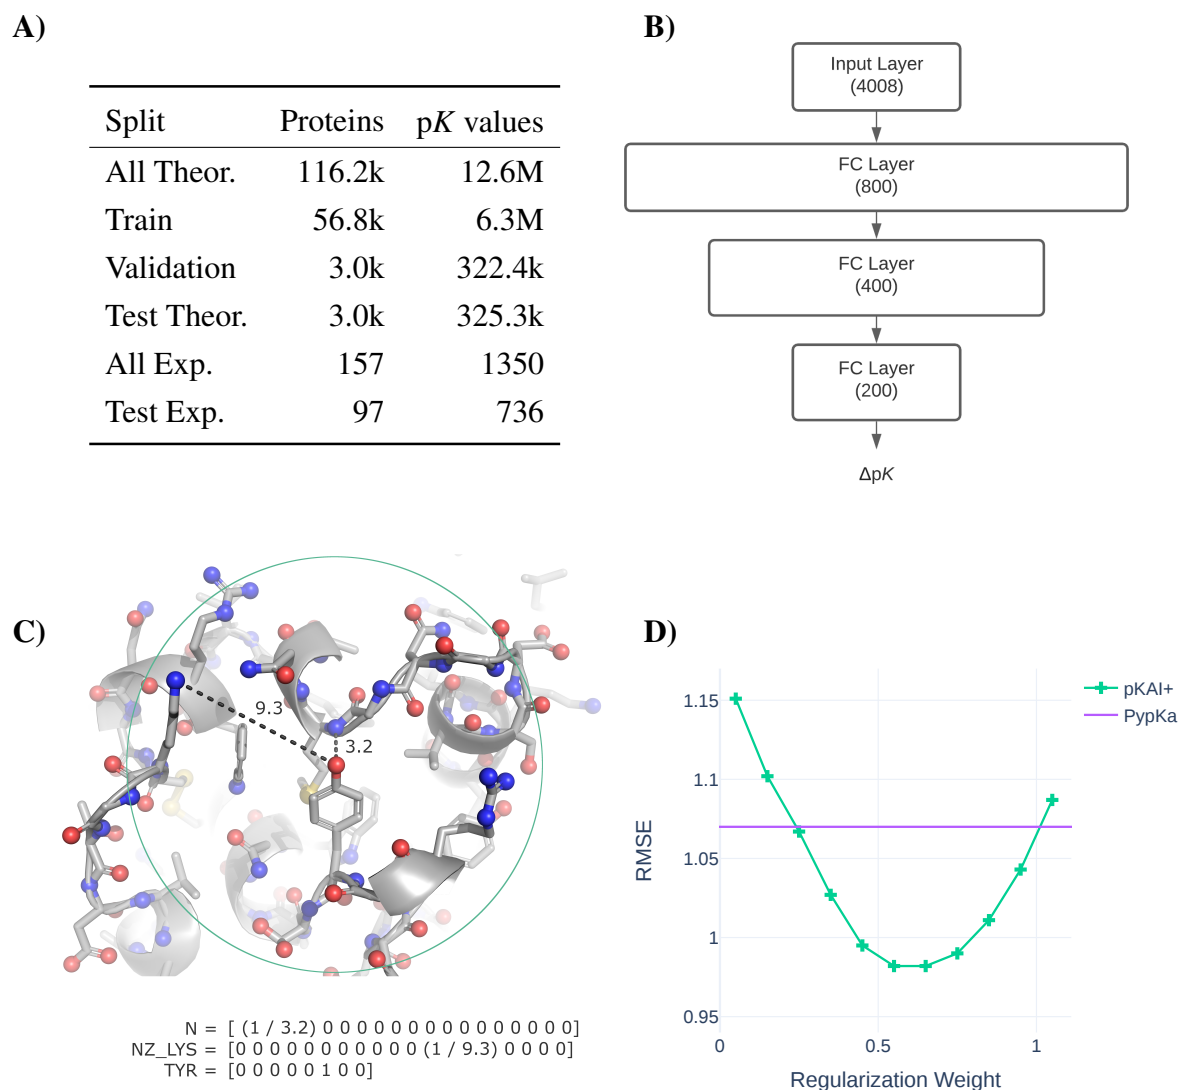 A)
Split Proteins pK values
All Theor. 116.2k 12.6M
Train 56.8k 6.3M
Validation 3.0k 322.4k
Test Theor. 3.0k 325.3k
All Exp. 157 1350
Test Exp. 97 736
B)
Input Layer
(4008)
FC Layer
(800)
FC Layer
(400)
FC Layer
(200)
ΔpK
C)
9.3
3.2
N = [ (1 / 3.2) 0 0 0 0 0 0 0 0 0 0 0 0 0 0 0]
NZ_LYS = [0 0 0 0 0 0 0 0 0 0 0 (1 / 9.3) 0 0 0 0]
TYR = [0 0 0 0 0 1 0 0]
D)
pKAI+
PypKa
1.15
1.1
1.05
1
0.95
RMSE
0 0.5 1
Regularization Weight